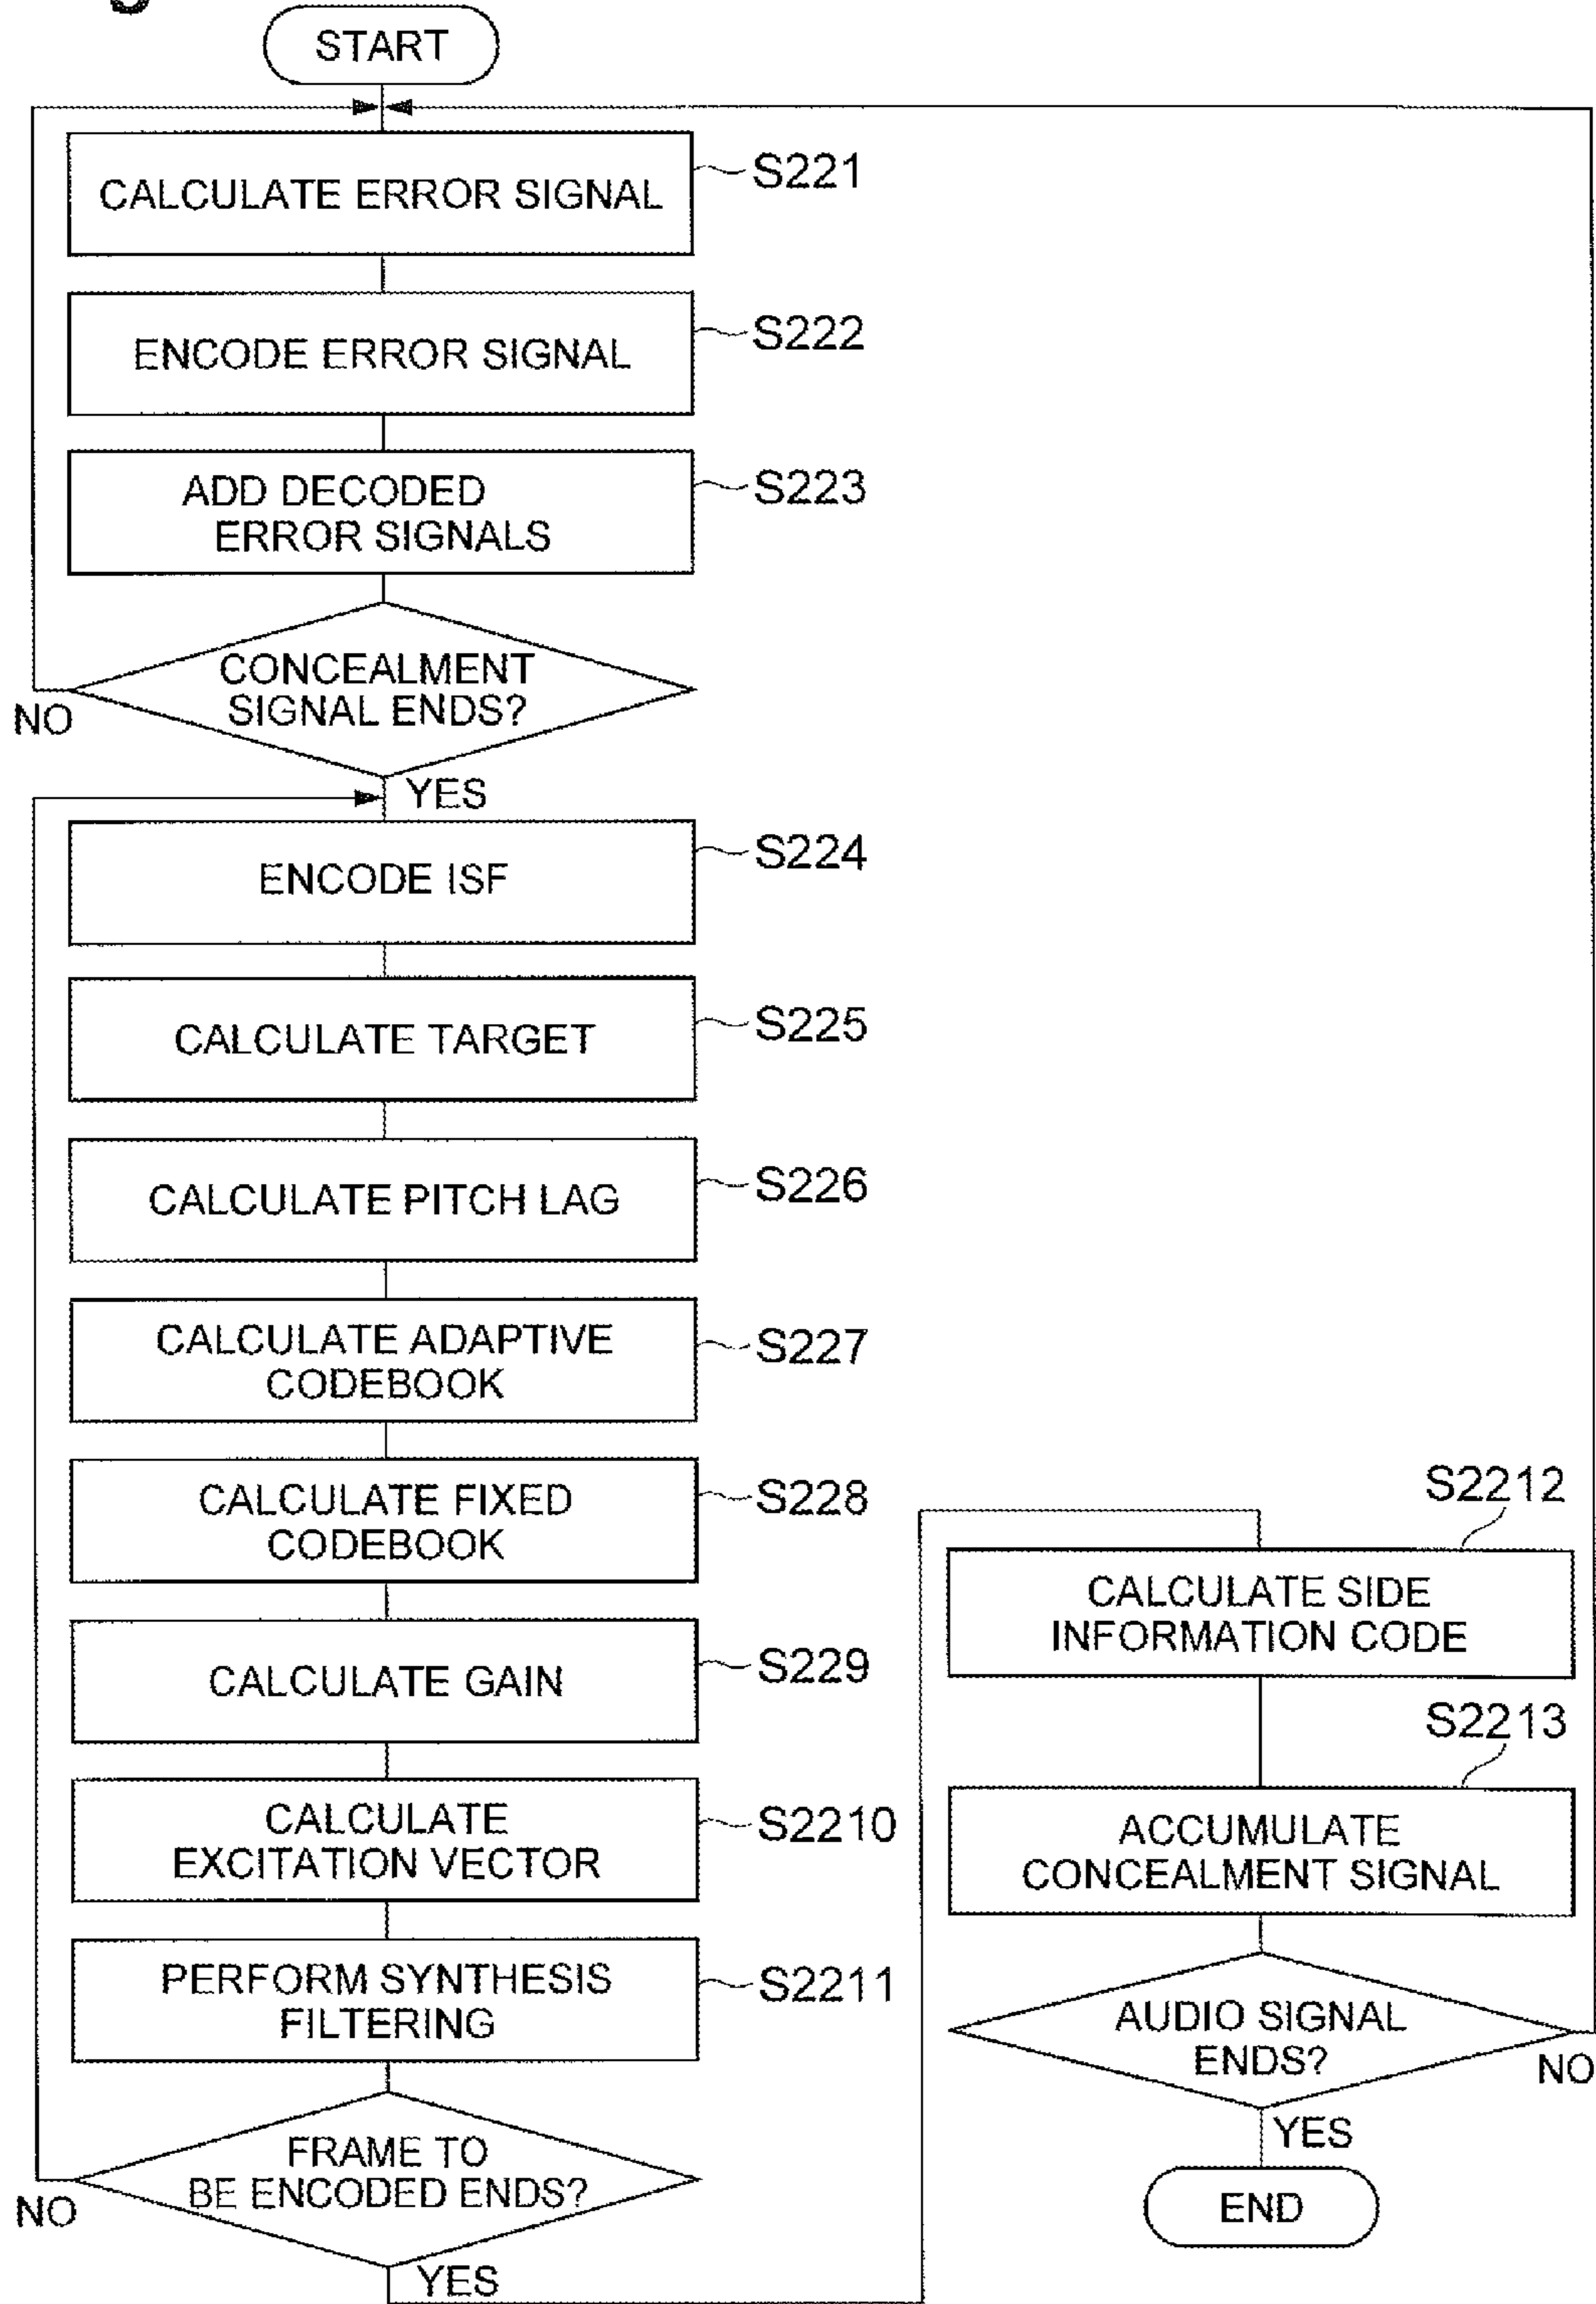 START
CALCULATE ERROR SIGNAL
S221
ENCODE ERROR SIGNAL
S222
ADD DECODED
ERROR SIGNALS
S223
CONCEALMENT
SIGNAL ENDS?
NO
YES
ENCODE ISF
S224
CALCULATE TARGET
S225
CALCULATE PITCH LAG
S226
CALCULATE ADAPTIVE
CODEBOOK
S227
CALCULATE FIXED
CODEBOOK
S228
CALCULATE GAIN
S229
CALCULATE
EXCITATION VECTOR
S2210
PERFORM SYNTHESIS
FILTERING
S2211
FRAME TO
BE ENCODED ENDS?
NO
YES
S2212
CALCULATE SIDE
INFORMATION CODE
S2213
ACCUMULATE
CONCEALMENT SIGNAL
AUDIO SIGNAL
ENDS?
NO
YES
END